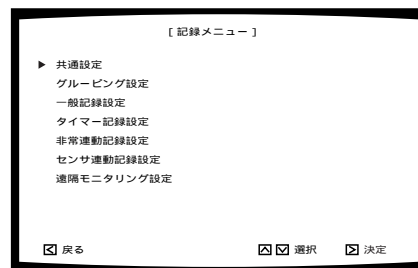 [ 記録メニュー ]
▶ 共通設定
グルーピング設定
一般記録設定
タイマー記録設定
非常連動記録設定
センサ連動記録設定
遠隔モニタリング設定
戻る 選択 決定